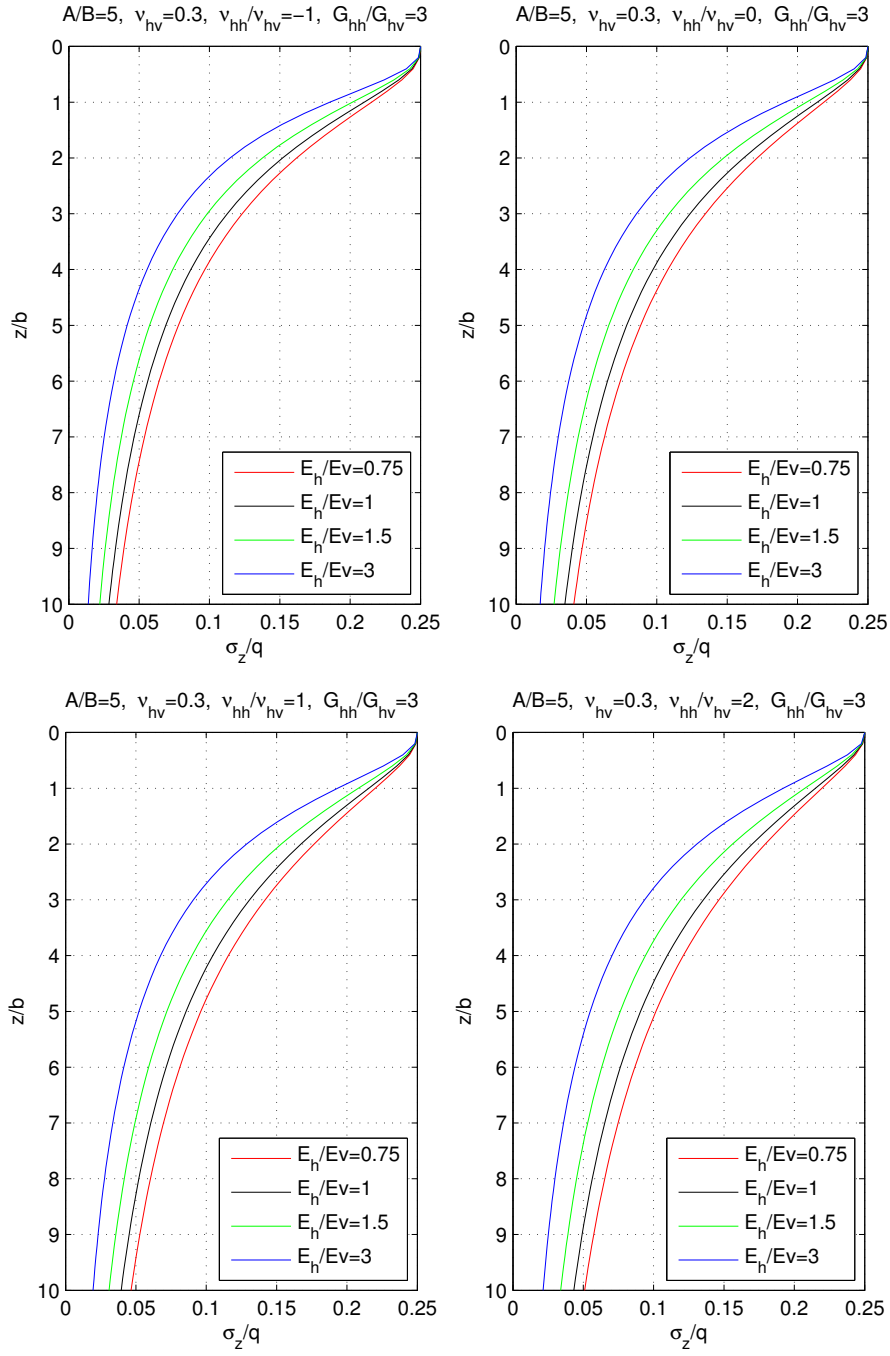 A/B=5, ν_hv=0.3, ν_hh/ν_hv=−1, G_hh/G_hv=3
0
1
2
3
4
5
6
7
8
9
10
z/b
E_h/Ev=0.75
E_h/Ev=1
E_h/Ev=1.5
E_h/Ev=3
0 0.05 0.1 0.15 0.2 0.25
σ_z/q
A/B=5, ν_hv=0.3, ν_hh/ν_hv=0, G_hh/G_hv=3
0
1
2
3
4
5
6
7
8
9
10
z/b
E_h/Ev=0.75
E_h/Ev=1
E_h/Ev=1.5
E_h/Ev=3
0 0.05 0.1 0.15 0.2 0.25
σ_z/q
A/B=5, ν_hv=0.3, ν_hh/ν_hv=1, G_hh/G_hv=3
0
1
2
3
4
5
6
7
8
9
10
z/b
E_h/Ev=0.75
E_h/Ev=1
E_h/Ev=1.5
E_h/Ev=3
0 0.05 0.1 0.15 0.2 0.25
σ_z/q
A/B=5, ν_hv=0.3, ν_hh/ν_hv=2, G_hh/G_hv=3
0
1
2
3
4
5
6
7
8
9
10
z/b
E_h/Ev=0.75
E_h/Ev=1
E_h/Ev=1.5
E_h/Ev=3
0 0.05 0.1 0.15 0.2 0.25
σ_z/q